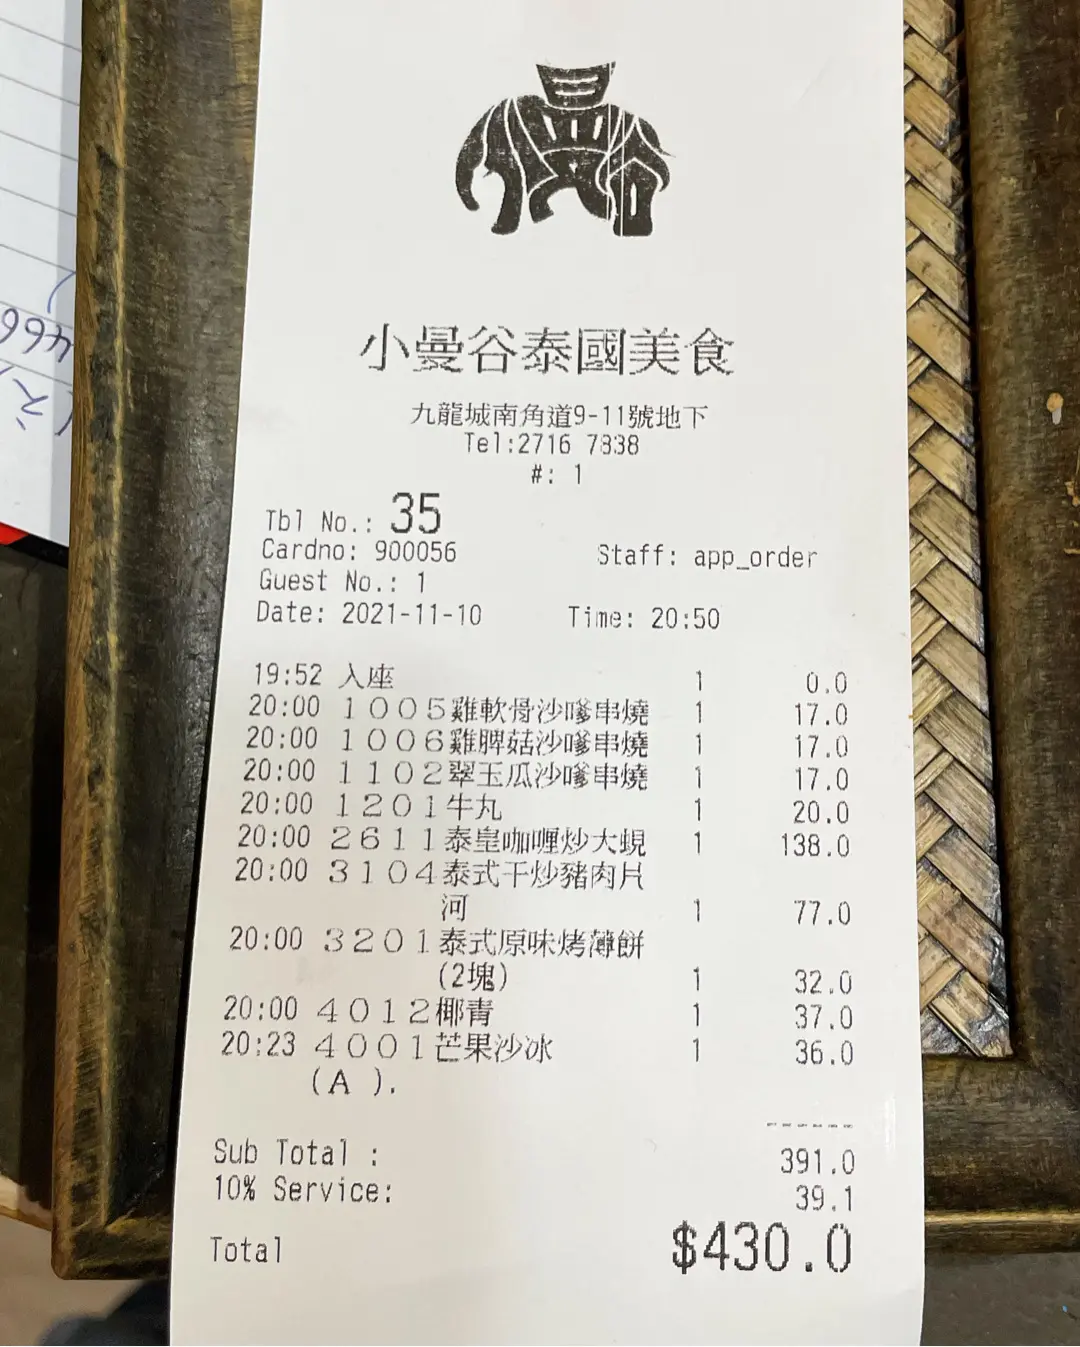 小曼谷
小曼谷泰國美食
九龍城南角道9-11號地下
Tel:2716 7838
#: 1
Tbl No.: 35
Cardno: 900056 Staff: app_order
Guest No.: 1
Date: 2021-11-10 Time: 20:50
19:52 入座 1 0.0
20:00 1005雞軟骨沙嗲串燒 1 17.0
20:00 1006雞脾菇沙嗲串燒 1 17.0
20:00 1102翠玉瓜沙嗲串燒 1 17.0
20:00 1201牛丸 1 20.0
20:00 2611泰皇咖喱炒大蜆 1 138.0
20:00 3104泰式干炒豬肉片
河 1 77.0
20:00 3201泰式原味烤薄餅
(2塊) 1 32.0
20:00 4012椰青 1 37.0
20:23 4001芒果沙冰 1 36.0
(A ).
------
Sub Total : 391.0
10% Service: 39.1
Total $430.0
466